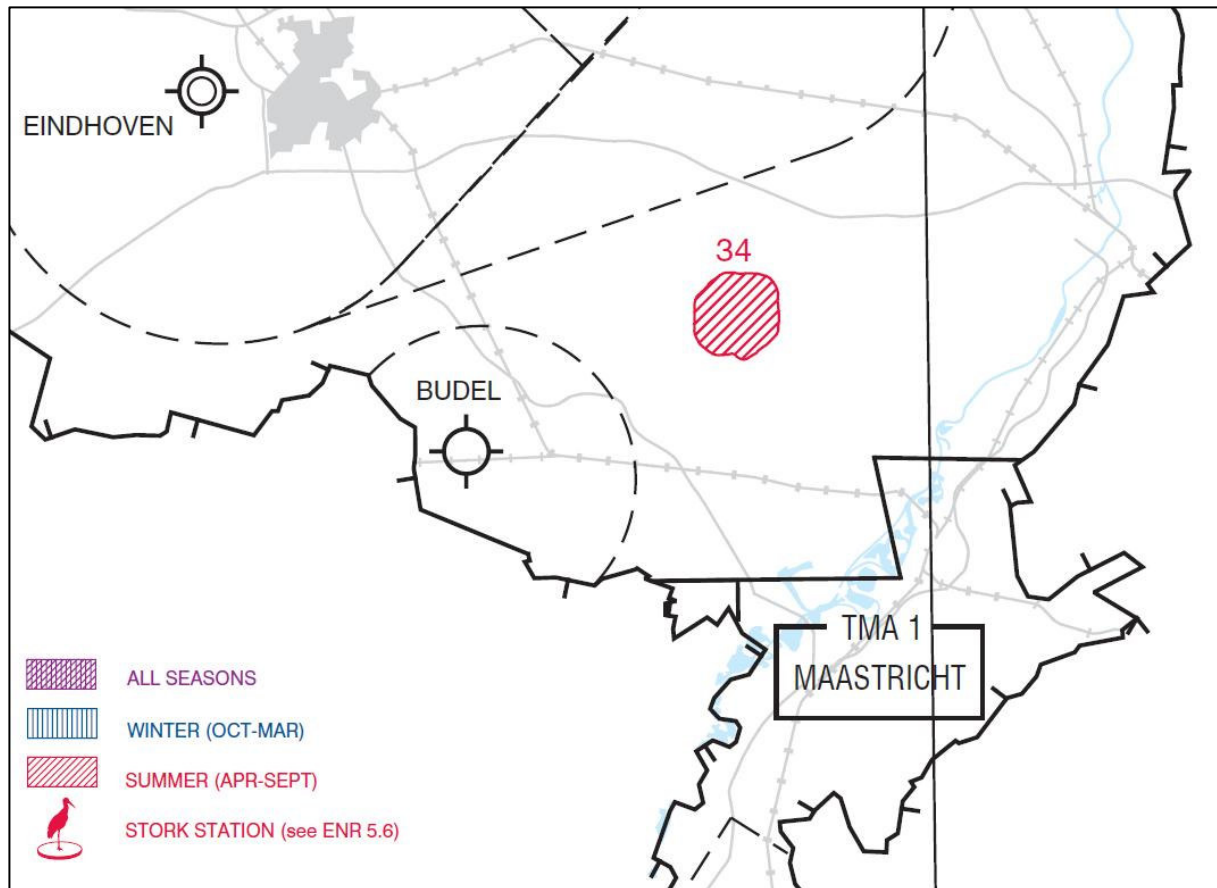 EINDHOVEN
34
BUDEL
TMA 1
MAASTRICHT
ALL SEASONS
WINTER (OCT-MAR)
SUMMER (APR-SEPT)
STORK STATION (see ENR 5.6)